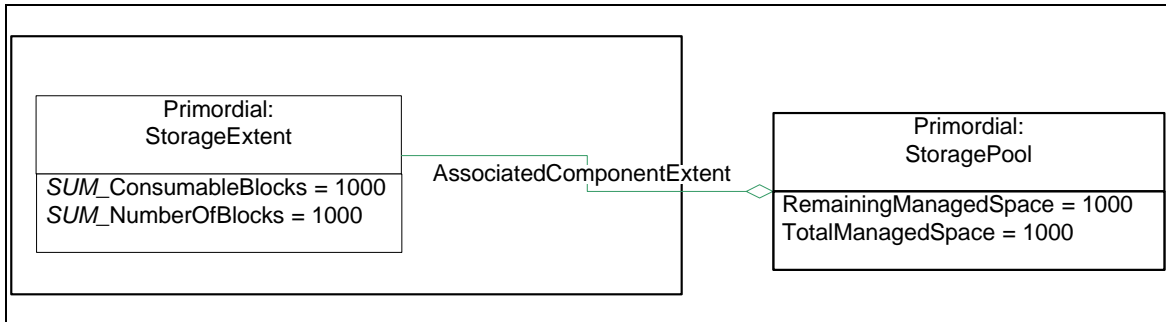 Primordial:
StorageExtent
SUM_ConsumableBlocks = 1000
SUM_NumberOfBlocks = 1000
AssociatedComponentExtent
Primordial:
StoragePool
RemainingManagedSpace = 1000
TotalManagedSpace = 1000